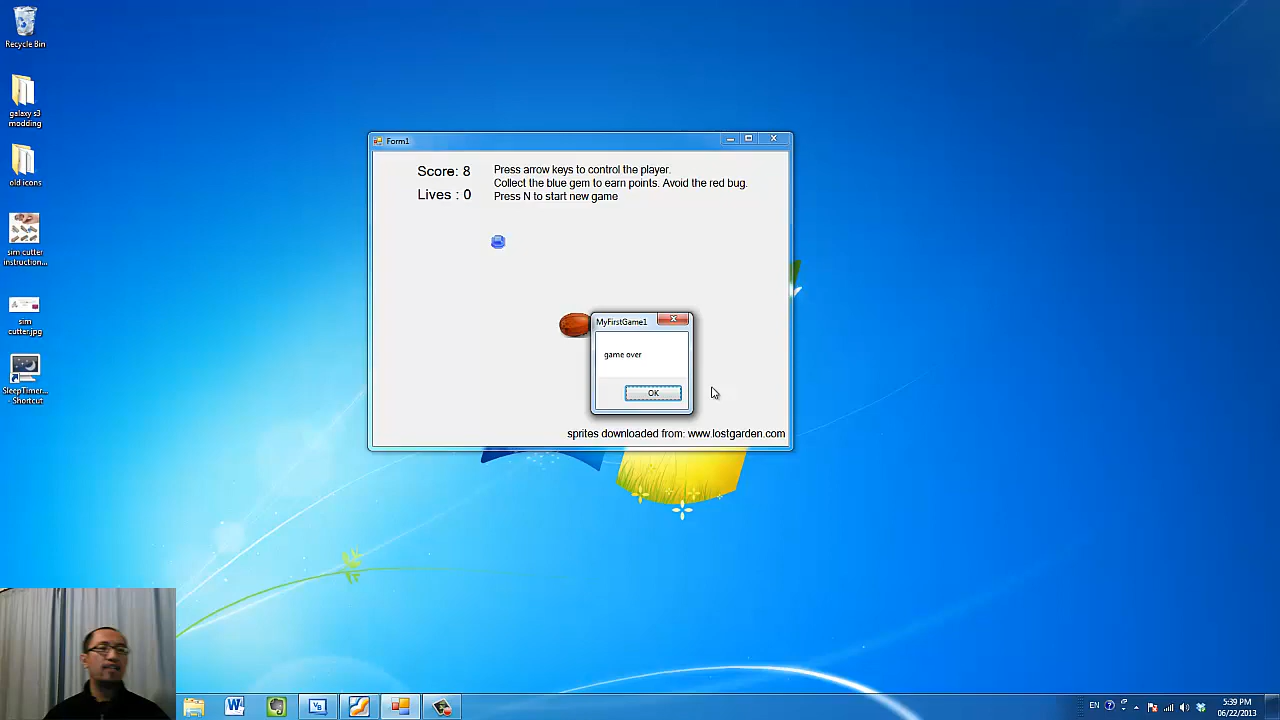 Recycle Bin
galaxy s3
modding
old icons
sim cutter
instruction...
sim
cutter.jpg
SleepTimer...
- Shortcut
Form1
Score: 8
Lives : 0
Press arrow keys to control the player.
Collect the blue gem to earn points. Avoid the red bug.
Press N to start new game
MyFirstGame1
game over
OK
sprites downloaded from: www.lostgarden.com
EN
5:39 PM
06/22/2013